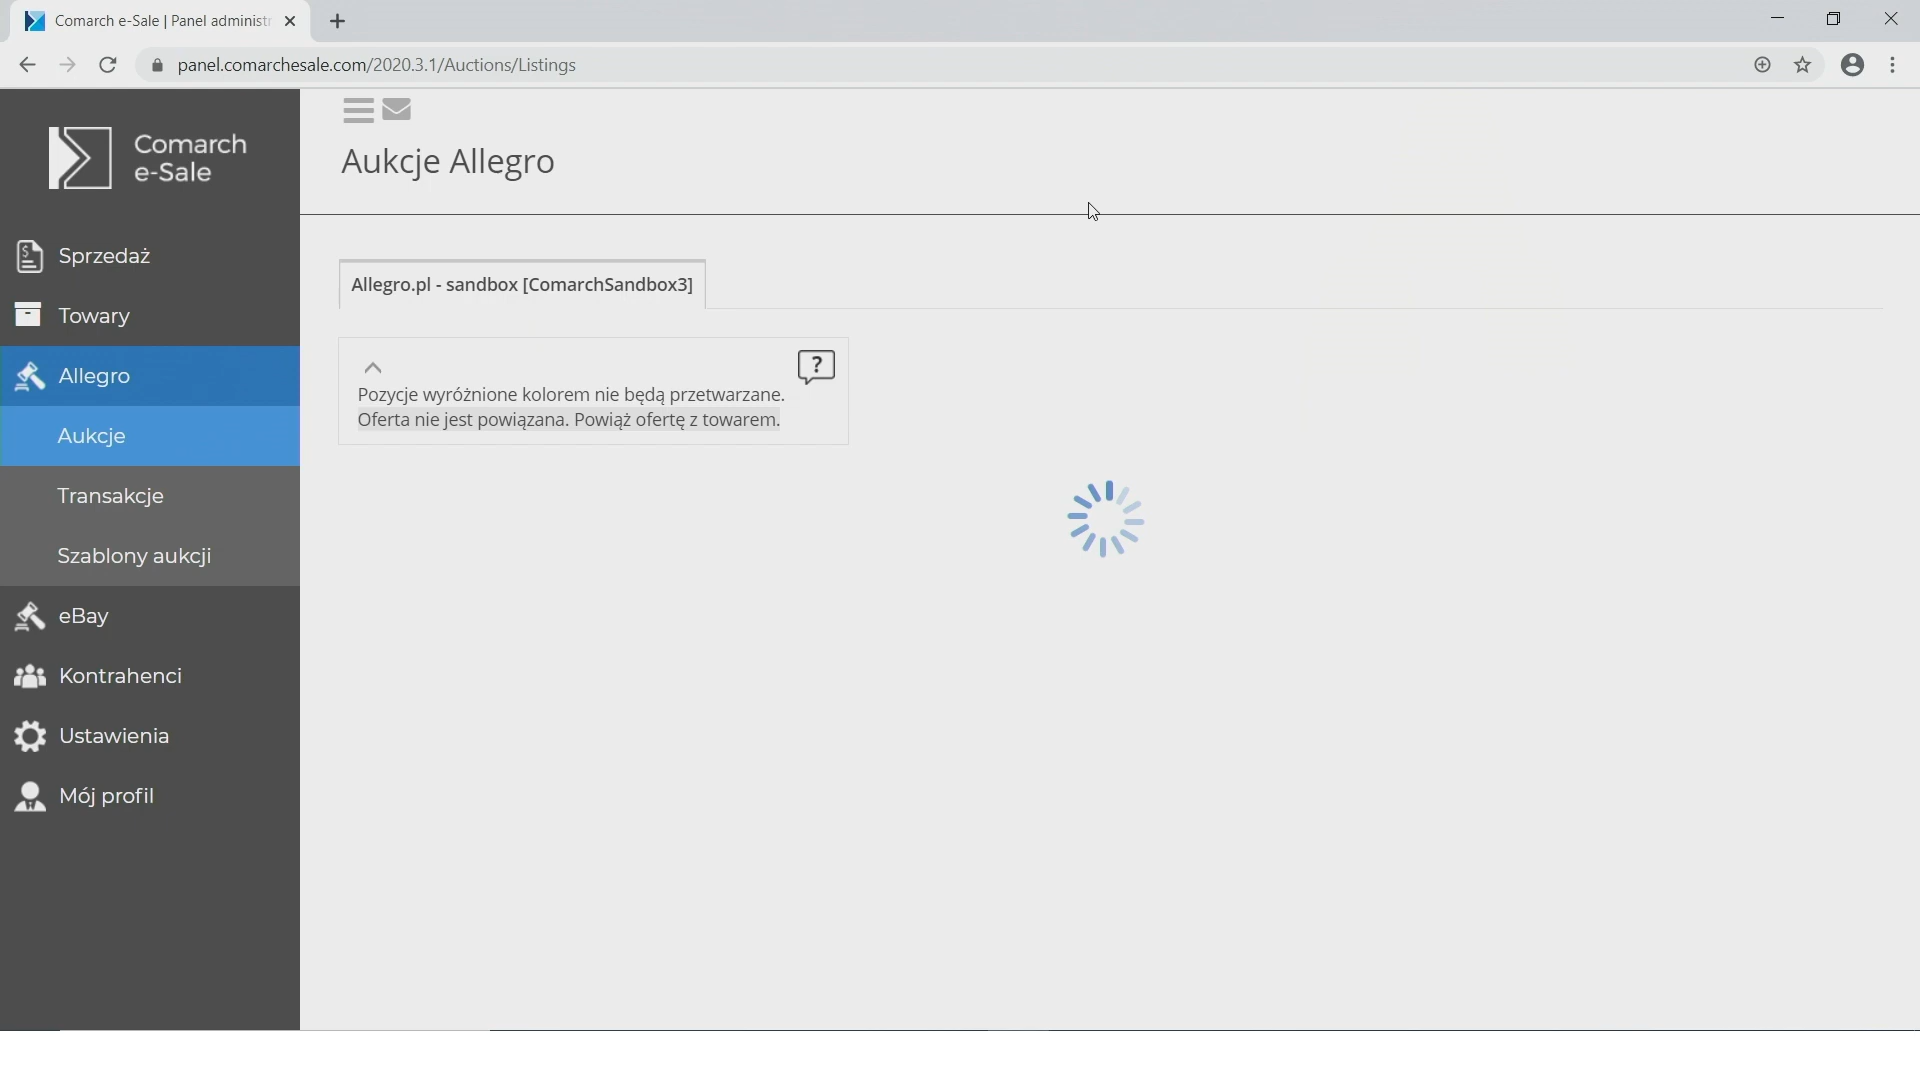 Comarch e-Sale | Panel administr
panel.comarchesale.com/2020.3.1/Auctions/Listings
Comarch
e-Sale
Sprzedaż
Towary
Allegro
Aukcje
Transakcje
Szablony aukcji
eBay
Kontrahenci
Ustawienia
Mój profil
Aukcje Allegro
Allegro.pl - sandbox [ComarchSandbox3]
?
Pozycje wyróżnione kolorem nie będą przetwarzane.
Oferta nie jest powiązana. Powiąż ofertę z towarem.